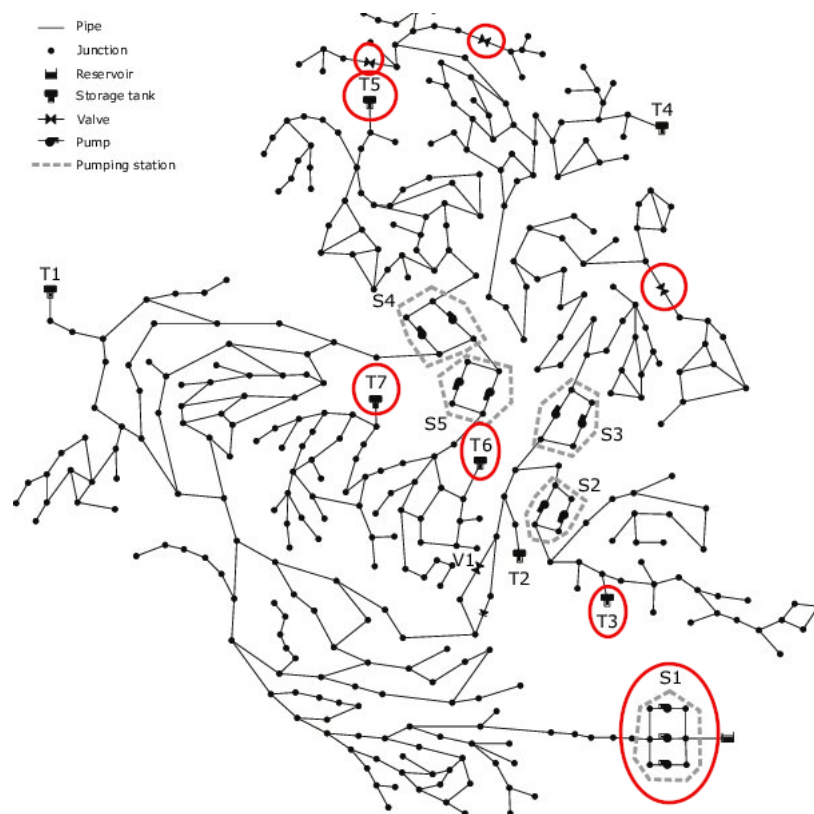 Pipe
Junction
Reservoir
Storage tank
Valve
Pump
Pumping station
T5
T4
T1
S4
T7
S5
T6
S3
S2
V1
T2
T3
S1